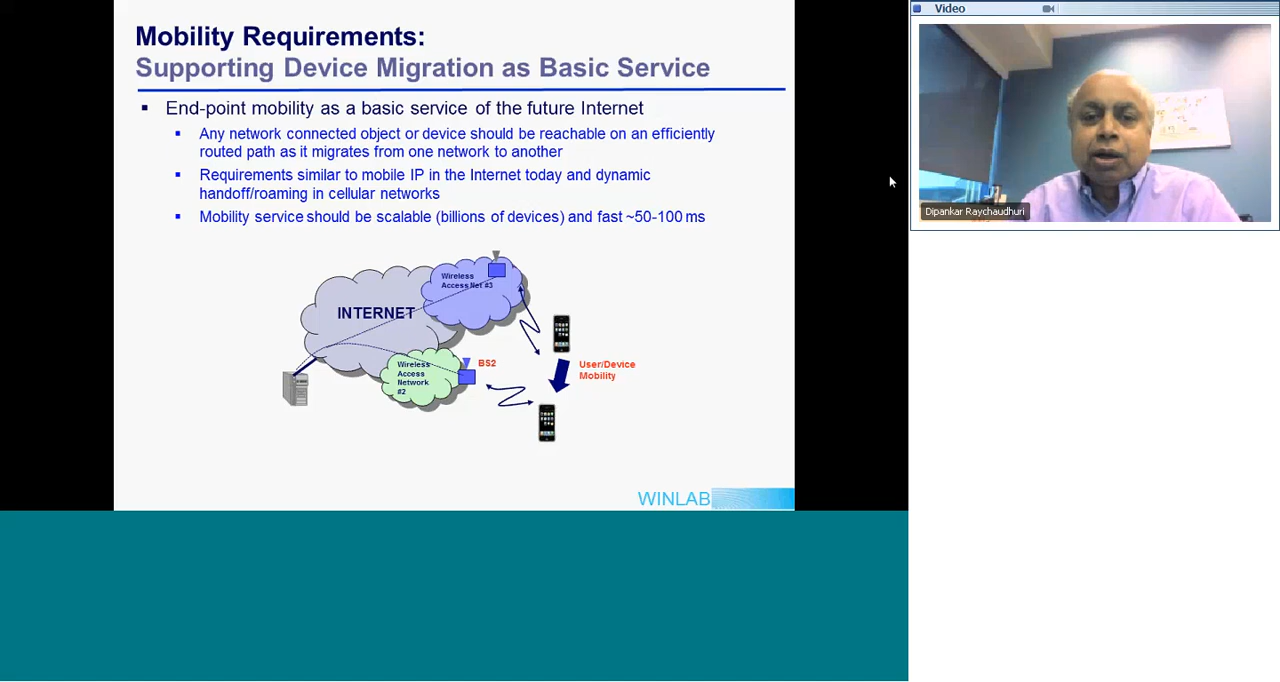 Mobility Requirements:
Supporting Device Migration as Basic Service
End-point mobility as a basic service of the future Internet
Any network connected object or device should be reachable on an efficiently
routed path as it migrates from one network to another
Requirements similar to mobile IP in the Internet today and dynamic
handoff/roaming in cellular networks
Mobility service should be scalable (billions of devices) and fast ~50-100 ms
Wireless
Access Net #3
INTERNET
Wireless
Access
Network
#2
BS2
User/Device
Mobility
WINLAB
Video
Dipankar Raychaudhuri